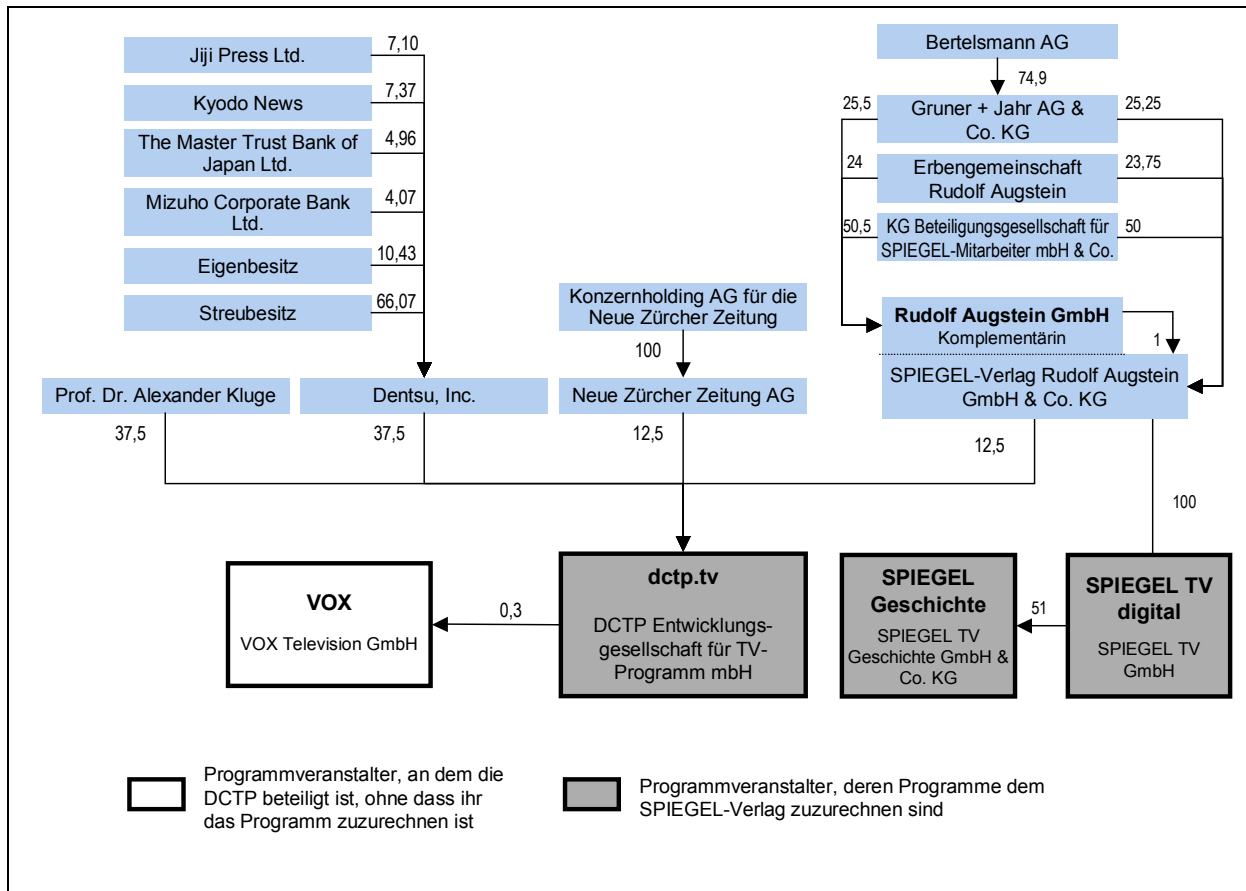 Jiji Press Ltd.
7,10
Kyodo News
7,37
The Master Trust Bank of
Japan Ltd.
4,96
Mizuho Corporate Bank
Ltd.
4,07
Eigenbesitz
10,43
Streubesitz
66,07
Bertelsmann AG
74,9
25,5
Gruner + Jahr AG &
Co. KG
25,25
24
Erbengemeinschaft
Rudolf Augstein
23,75
50,5
KG Beteiligungsgesellschaft für
SPIEGEL-Mitarbeiter mbH & Co.
50
Konzernholding AG für die
Neue Zürcher Zeitung
100
Rudolf Augstein GmbH
Komplementärin
1
Prof. Dr. Alexander Kluge
Dentsu, Inc.
Neue Zürcher Zeitung AG
SPIEGEL-Verlag Rudolf Augstein
GmbH & Co. KG
37,5
37,5
12,5
12,5
100
VOX
VOX Television GmbH
0,3
dctp.tv
DCTP Entwicklungs-
gesellschaft für TV-
Programm mbH
SPIEGEL
Geschichte
SPIEGEL TV
Geschichte GmbH &
Co. KG
51
SPIEGEL TV
digital
SPIEGEL TV
GmbH
Programmveranstalter, an dem die
DCTP beteiligt ist, ohne dass ihr
das Programm zuzurechnen ist
Programmveranstalter, deren Programme dem
SPIEGEL-Verlag zuzurechnen sind